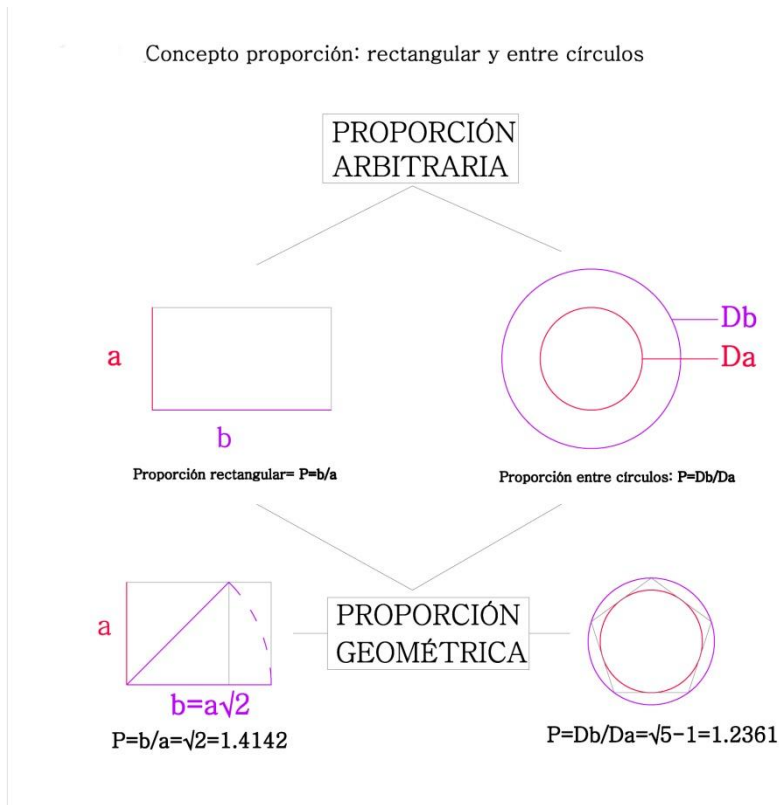 Concepto proporción: rectangular y entre círculos
PROPORCIÓN
ARBITRARIA
a
b
Db
Da
Proporción rectangular= P=b/a
Proporción entre círculos: P=Db/Da
a
b=a√2
P=b/a=√2=1.4142
PROPORCIÓN
GEOMÉTRICA
P=Db/Da=√5-1=1.2361